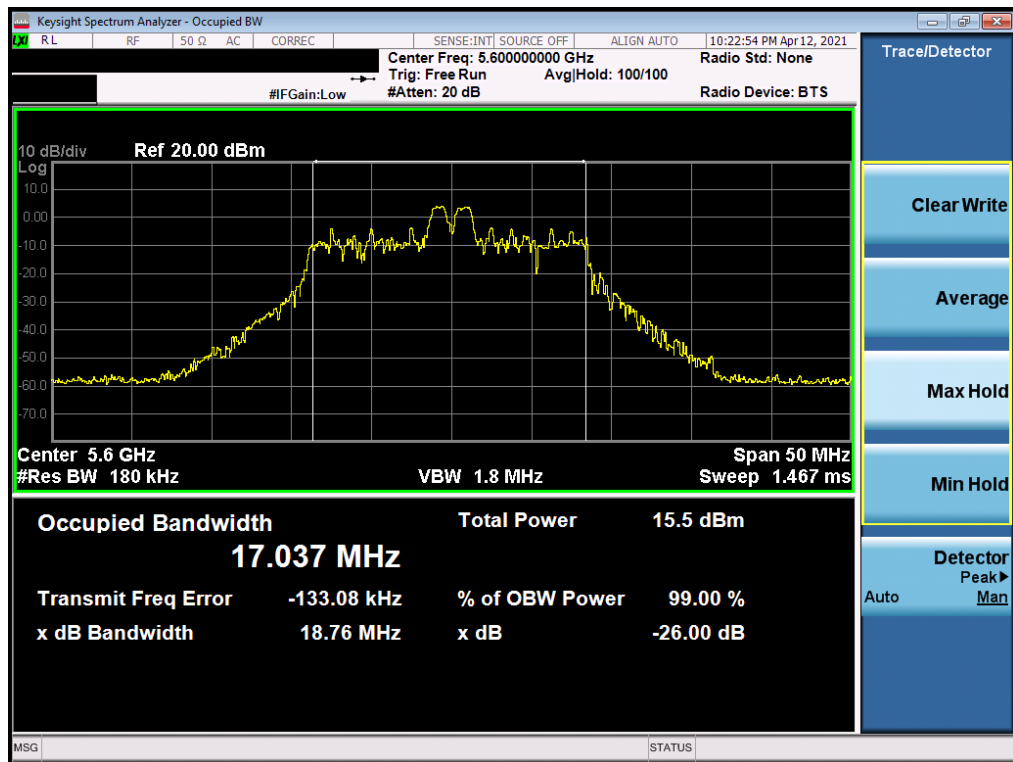 Keysight Spectrum Analyzer - Occupied BW
LXI RL RF 50 Ω AC CORREC SENSE:INT SOURCE OFF ALIGN AUTO 10:22:54 PM Apr 12, 2021
Center Freq: 5.600000000 GHz Radio Std: None
Trig: Free Run Avg|Hold: 100/100
#IFGain:Low #Atten: 20 dB Radio Device: BTS
10 dB/div Ref 20.00 dBm
Log
10.0
0.00
-10.0
-20.0
-30.0
-40.0
-50.0
-60.0
-70.0
Center 5.6 GHz Span 50 MHz
#Res BW 180 kHz VBW 1.8 MHz Sweep 1.467 ms
Occupied Bandwidth Total Power 15.5 dBm
17.037 MHz
Transmit Freq Error -133.08 kHz % of OBW Power 99.00 %
x dB Bandwidth 18.76 MHz x dB -26.00 dB
MSG STATUS
Trace/Detector
Clear Write
Average
Max Hold
Min Hold
Detector
Peak▶
Auto Man